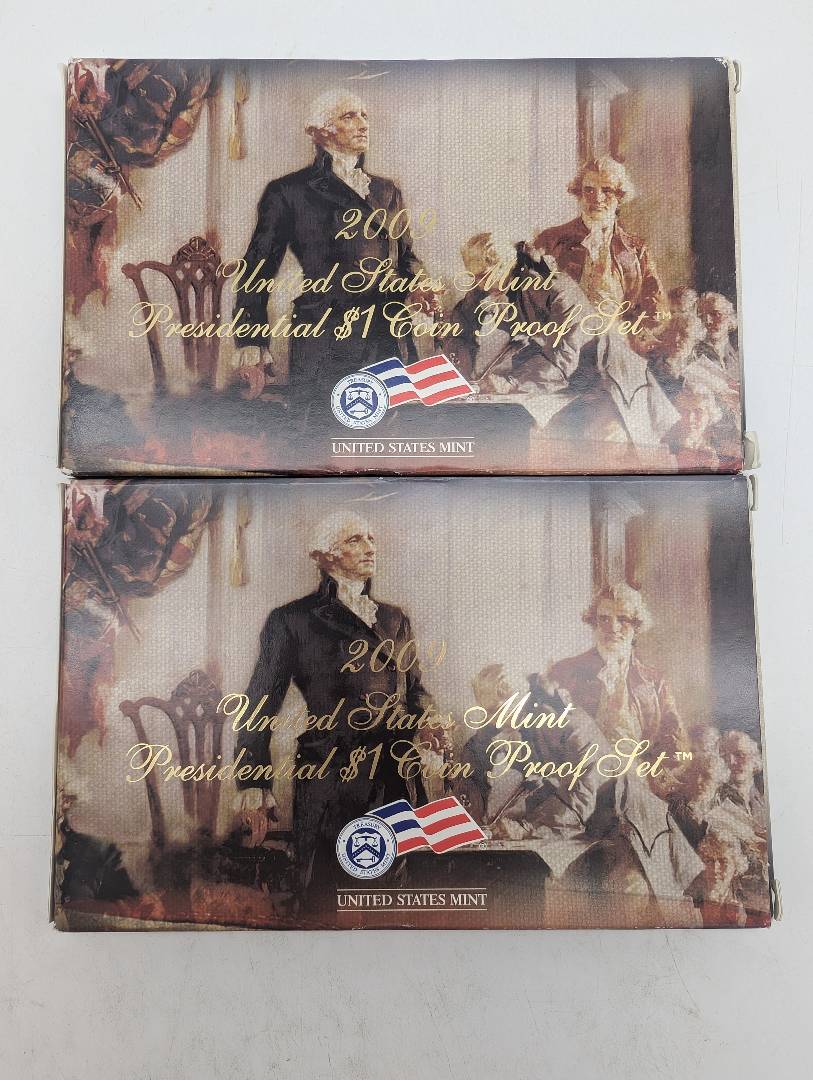 2009
United States Mint
Presidential $1 Coin Proof Set™
UNITED STATES MINT
2009
United States Mint
Presidential $1 Coin Proof Set™
UNITED STATES MINT